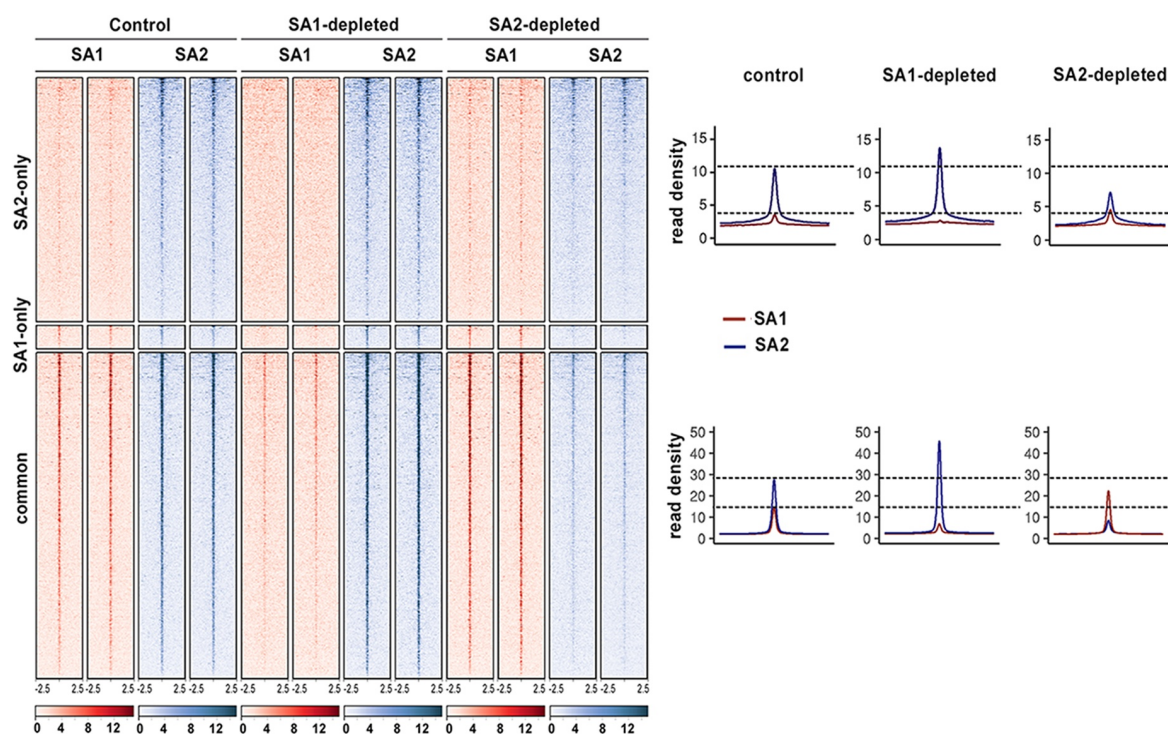 Control SA1-depleted SA2-depleted
SA1 SA2 SA1 SA2 SA1 SA2
SA2-only
SA1-only
common
-2.5 2.5 -2.5 2.5 -2.5 2.5 -2.5 2.5 -2.5 2.5 -2.5 2.5 -2.5 2.5 -2.5 2.5 -2.5 2.5 -2.5 2.5 -2.5 2.5 -2.5 2.5
0 4 8 12 0 4 8 12 0 4 8 12 0 4 8 12 0 4 8 12 0 4 8 12
control SA1-depleted SA2-depleted
read density
15 15 15
10 10 10
5 5 5
0 0 0
SA1
SA2
read density
50 50 50
40 40 40
30 30 30
20 20 20
10 10 10
0 0 0